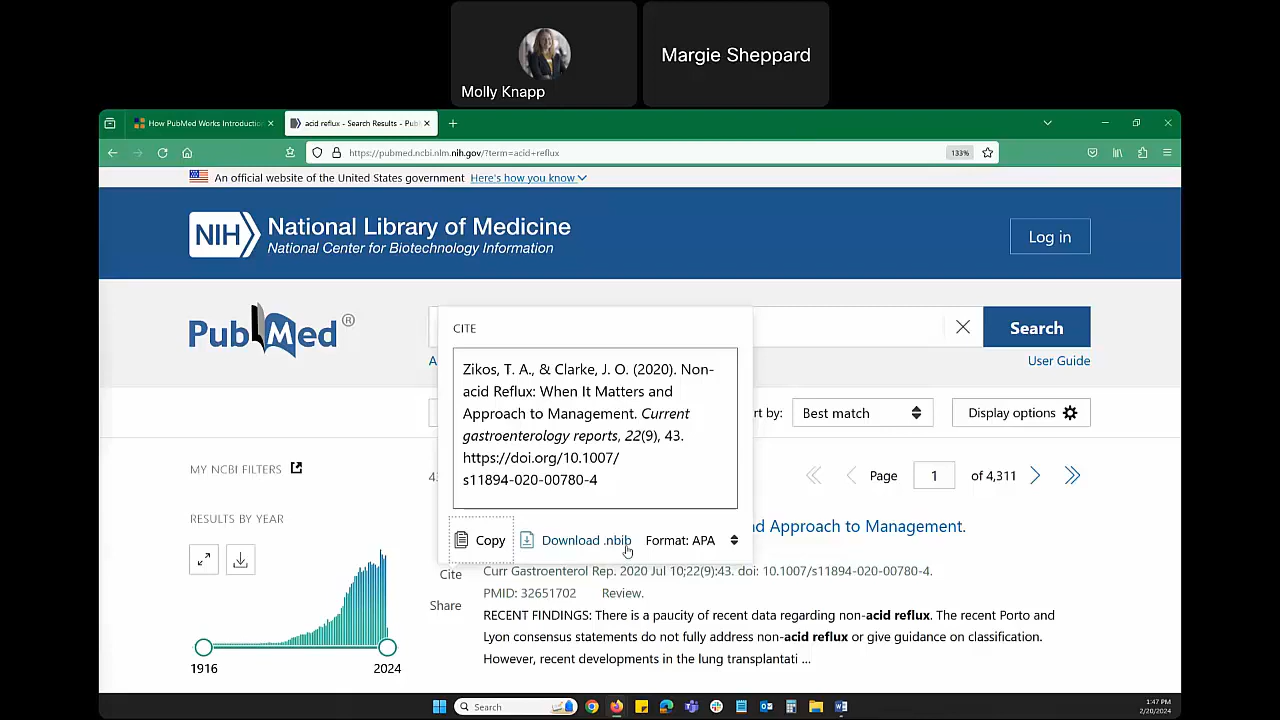 Molly Knapp
Margie Sheppard
How PubMed Works Introduction
acid reflux - Search Results - Pub
https://pubmed.ncbi.nlm.nih.gov/?term=acid+reflux
133%
An official website of the United States government Here's how you know
NIH National Library of Medicine
National Center for Biotechnology Information
Log in
PubMed®
Search
User Guide
CITE
Zikos, T. A., & Clarke, J. O. (2020). Non-
acid Reflux: When It Matters and
Approach to Management. Current
gastroenterology reports, 22(9), 43.
https://doi.org/10.1007/
s11894-020-00780-4
Copy Download .nbib Format: APA
rt by: Best match Display options
MY NCBI FILTERS
Page 1 of 4,311
RESULTS BY YEAR
d Approach to Management.
Cite
Curr Gastroenterol Rep. 2020 Jul 10;22(9):43. doi: 10.1007/s11894-020-00780-4.
PMID: 32651702 Review.
Share
RECENT FINDINGS: There is a paucity of recent data regarding non-acid reflux. The recent Porto and
Lyon consensus statements do not fully address non-acid reflux or give guidance on classification.
However, recent developments in the lung transplantati ...
1916 2024
Search
1:47 PM
2/20/2024